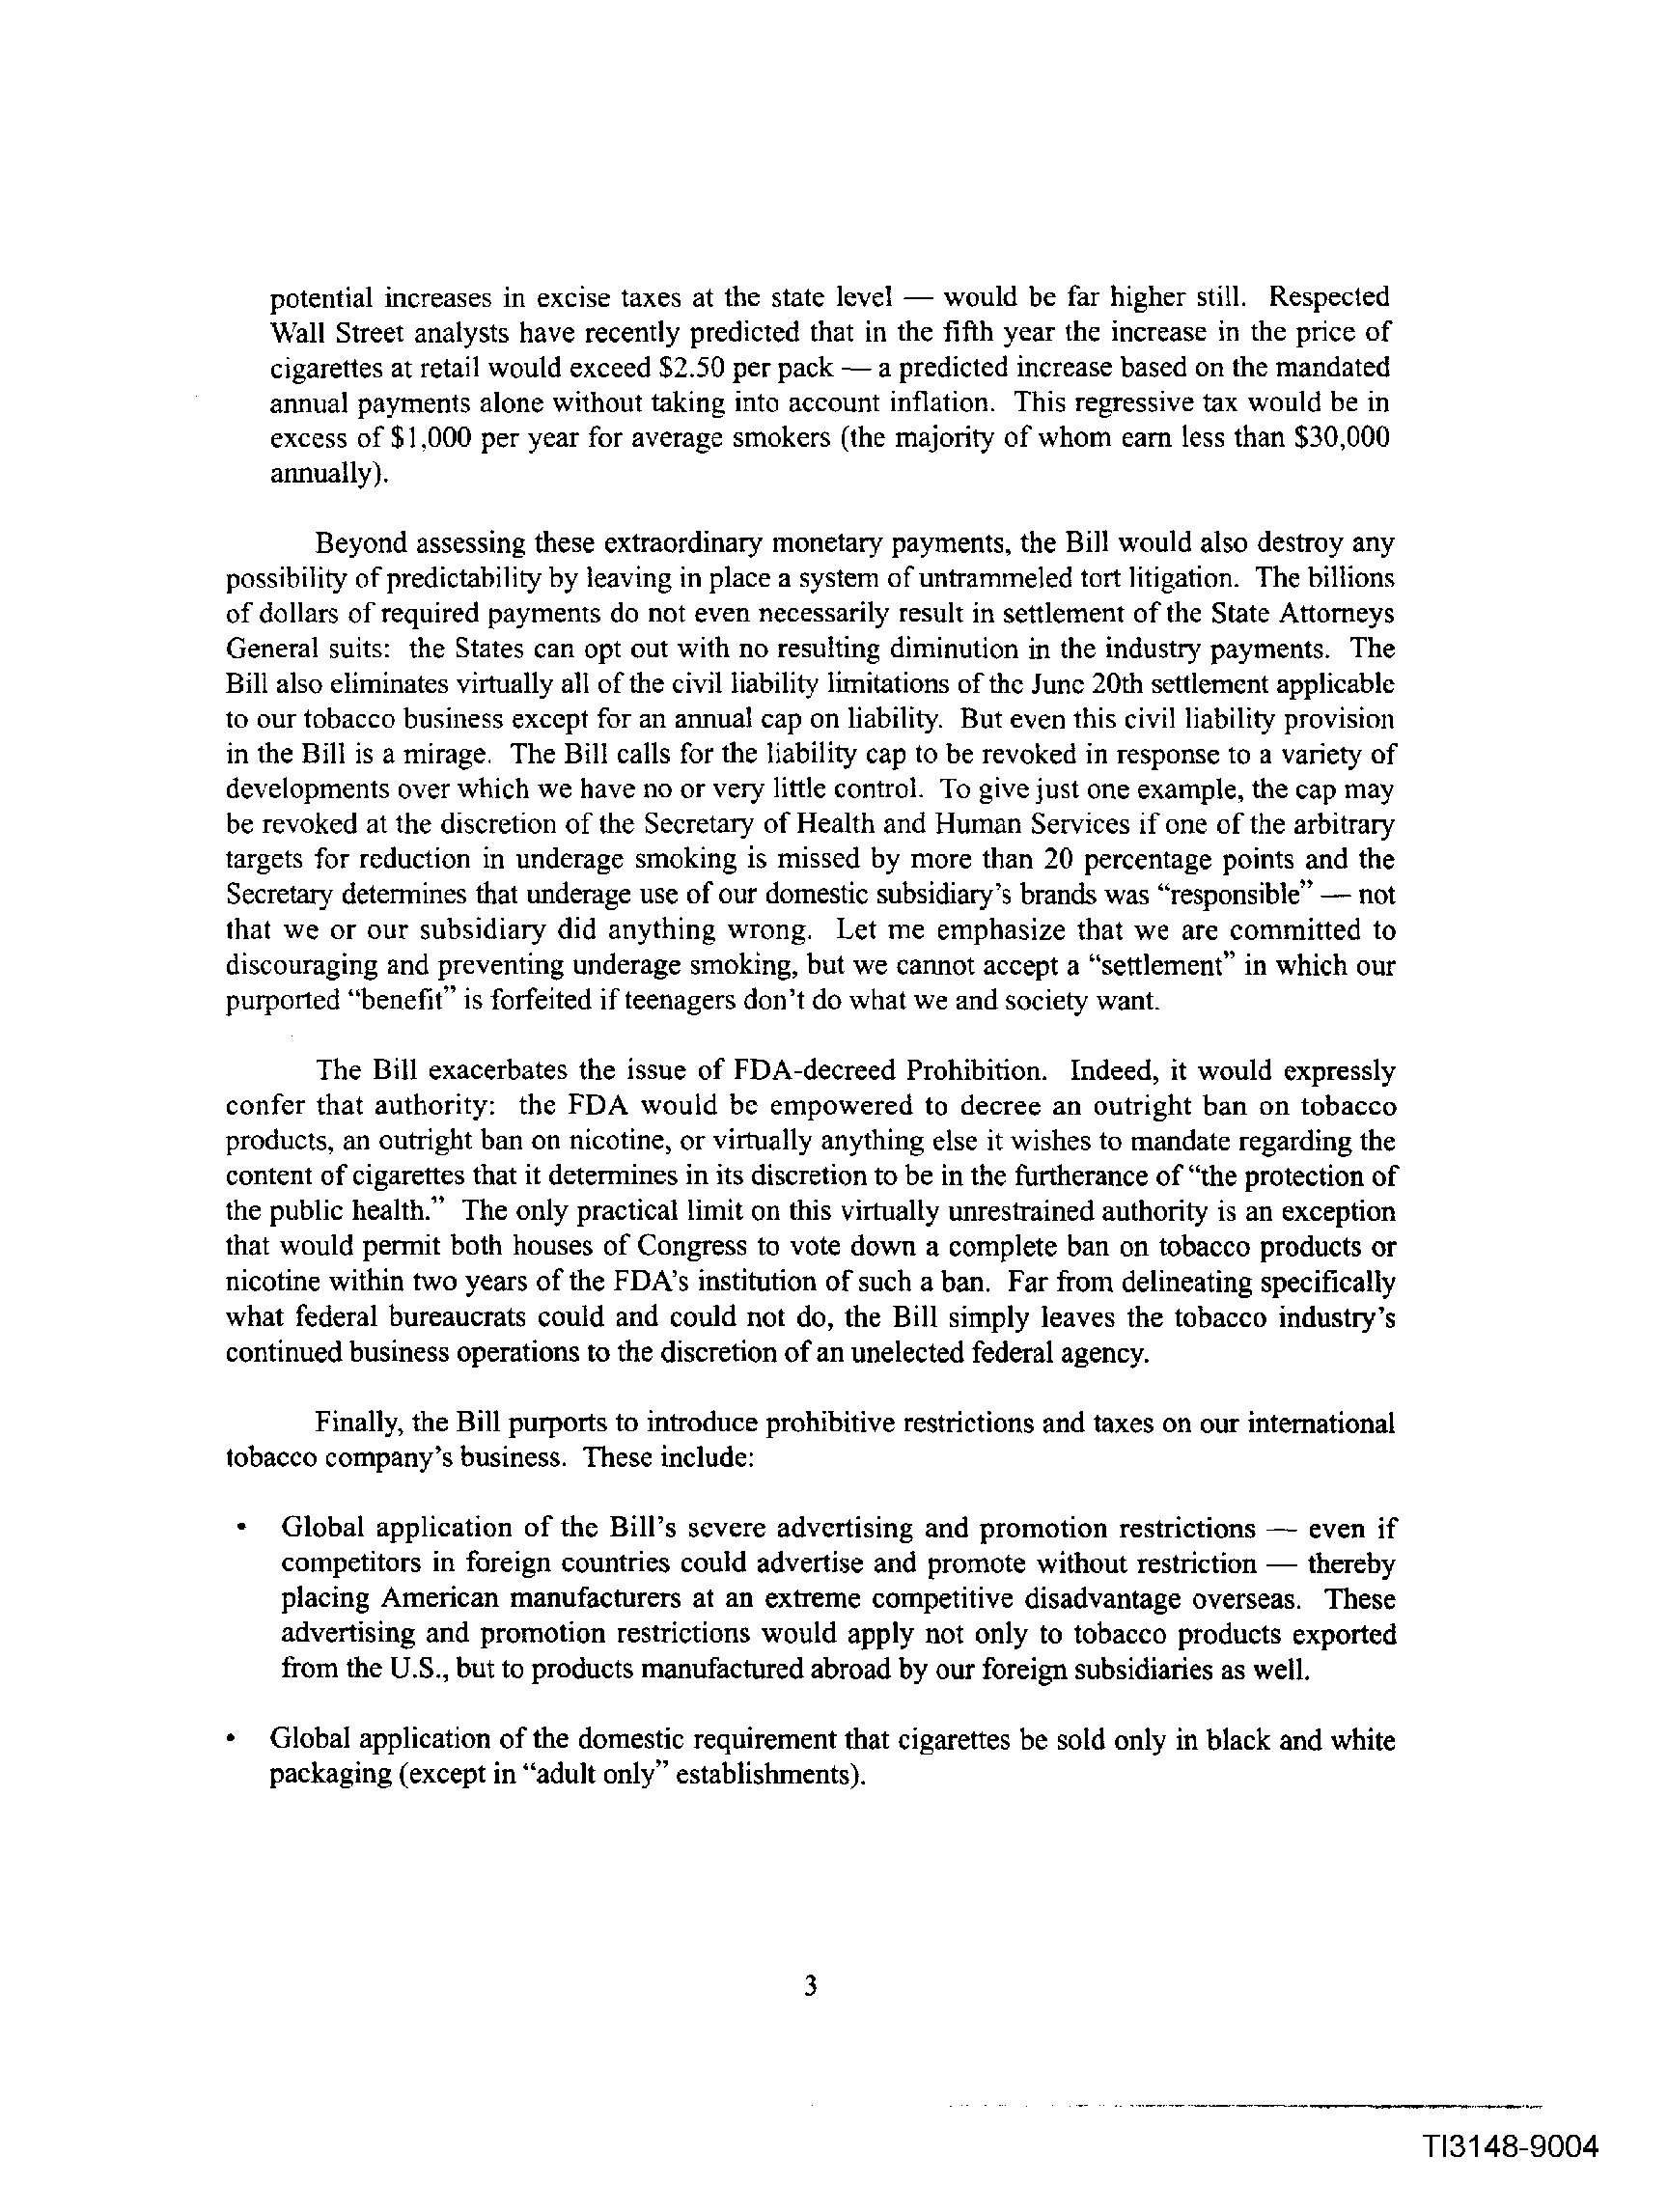 potential increases in excise taxes at the state level — would be far higher still. Respected
Wall Street analysts have recently predicted that in the fifth year the increase in the price of
cigarettes at retail would exceed $2.50 per pack — a predicted increase based on the mandated
annual payments alone without taking into account inflation. This regressive tax would be in
excess of $1,000 per year for average smokers (the majority of whom earn less than $30,000
annually).
Beyond assessing these extraordinary monetary payments, the Bill would also destroy any
possibility of predictability by leaving in place a system of untrammeled tort litigation. The billions
of dollars of required payments do not even necessarily result in settlement of the State Attorneys
General suits: the States can opt out with no resulting diminution in the industry payments. The
Bill also eliminates virtually all of the civil liability limitations of the June 20th settlement applicable
to our tobacco business except for an annual cap on liability. But even this civil liability provision
in the Bill is a mirage. The Bill calls for the liability cap to be revoked in response to a variety of
developments over which we have no or very little control. To give just one example, the cap may
be revoked at the discretion of the Secretary of Health and Human Services if one of the arbitrary
targets for reduction in underage smoking is missed by more than 20 percentage points and the
Secretary determines that underage use of our domestic subsidiary's brands was “responsible” — not
that we or our subsidiary did anything wrong. Let me emphasize that we are committed to
discouraging and preventing underage smoking, but we cannot accept a “settlement” in which our
purported “benefit” is forfeited if teenagers don't do what we and society want.
The Bill exacerbates the issue of FDA-decreed Prohibition. Indeed, it would expressly
confer that authority: the FDA would be empowered to decree an outright ban on tobacco
products, an outright ban on nicotine, or virtually anything else it wishes to mandate regarding the
content of cigarettes that it determines in its discretion to be in the furtherance of “the protection of
the public health.” The only practical limit on this virtually unrestrained authority is an exception
that would permit both houses of Congress to vote down a complete ban on tobacco products or
nicotine within two years of the FDA's institution of such a ban. Far from delineating specifically
what federal bureaucrats could and could not do, the Bill simply leaves the tobacco industry's
continued business operations to the discretion of an unelected federal agency.
Finally, the Bill purports to introduce prohibitive restrictions and taxes on our international
tobacco company's business. These include:
• Global application of the Bill's severe advertising and promotion restrictions — even if
competitors in foreign countries could advertise and promote without restriction — thereby
placing American manufacturers at an extreme competitive disadvantage overseas. These
advertising and promotion restrictions would apply not only to tobacco products exported
from the U.S., but to products manufactured abroad by our foreign subsidiaries as well.
• Global application of the domestic requirement that cigarettes be sold only in black and white
packaging (except in “adult only” establishments).
3
TI3148-9004